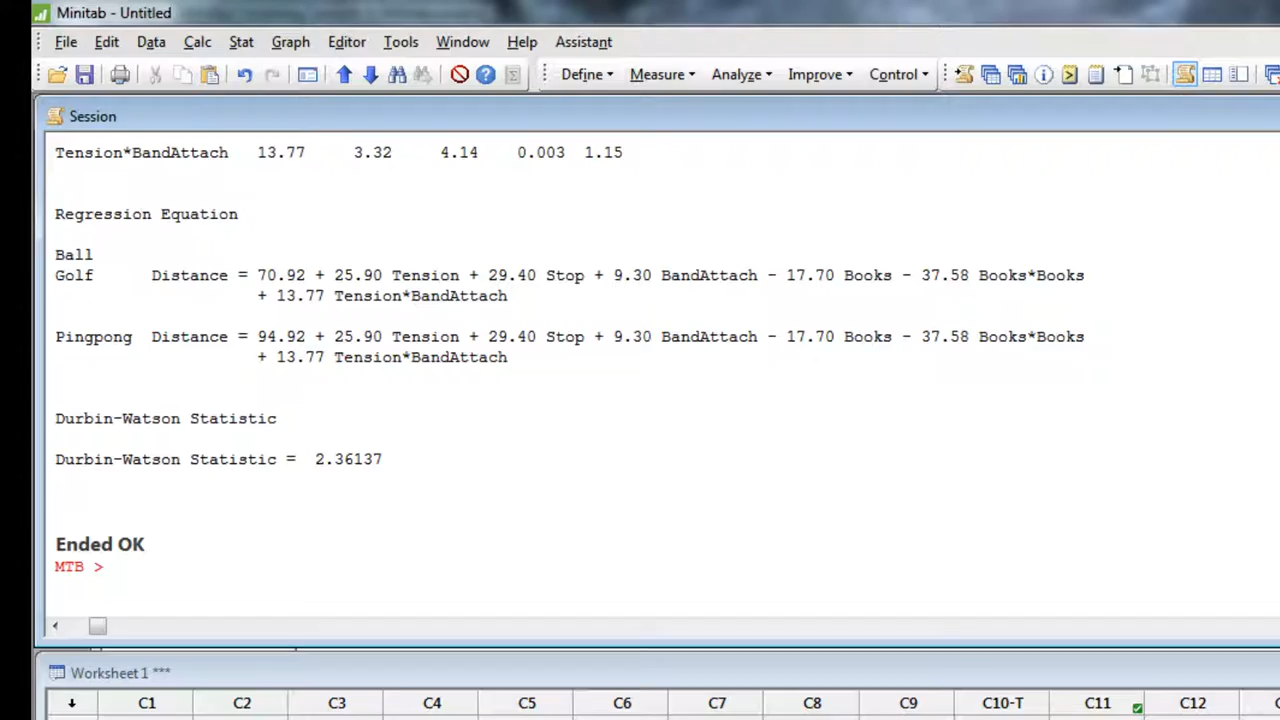 Minitab - Untitled
File Edit Data Calc Stat Graph Editor Tools Window Help Assistant
Define Measure Analyze Improve Control
Session
Tension*BandAttach 13.77 3.32 4.14 0.003 1.15
Regression Equation
Ball
Golf Distance = 70.92 + 25.90 Tension + 29.40 Stop + 9.30 BandAttach - 17.70 Books - 37.58 Books*Books
+ 13.77 Tension*BandAttach
Pingpong Distance = 94.92 + 25.90 Tension + 29.40 Stop + 9.30 BandAttach - 17.70 Books - 37.58 Books*Books
+ 13.77 Tension*BandAttach
Durbin-Watson Statistic
Durbin-Watson Statistic = 2.36137
Ended OK
MTB >
Worksheet 1 ***
C1 C2 C3 C4 C5 C6 C7 C8 C9 C10-T C11 C12